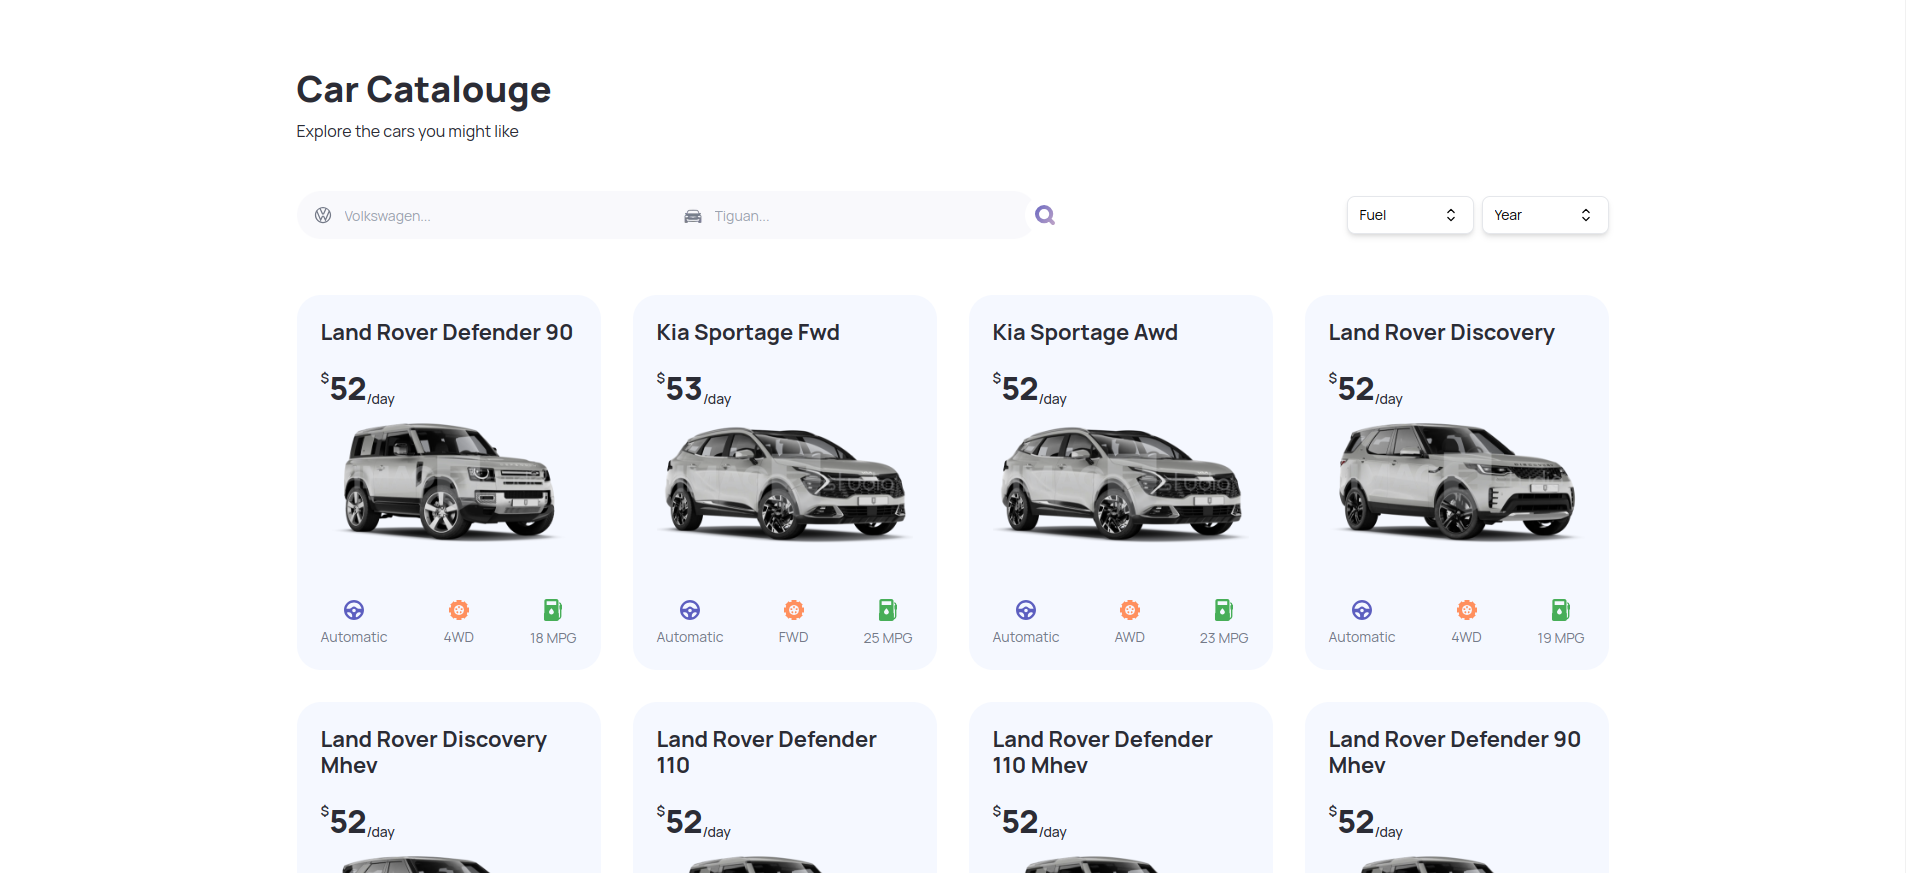 Car Catalouge
Explore the cars you might like
Volkswagen...
Tiguan...
Fuel
Year
Land Rover Defender 90
$52/day
Automatic
4WD
18 MPG
Kia Sportage Fwd
$53/day
Automatic
FWD
25 MPG
Kia Sportage Awd
$52/day
Automatic
AWD
23 MPG
Land Rover Discovery
$52/day
Automatic
4WD
19 MPG
Land Rover Discovery
Mhev
$52/day
Land Rover Defender
110
$52/day
Land Rover Defender
110 Mhev
$52/day
Land Rover Defender 90
Mhev
$52/day